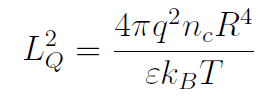 L_Q^2 = \frac{4\pi q^2 n_c R^4}{\varepsilon k_B T}